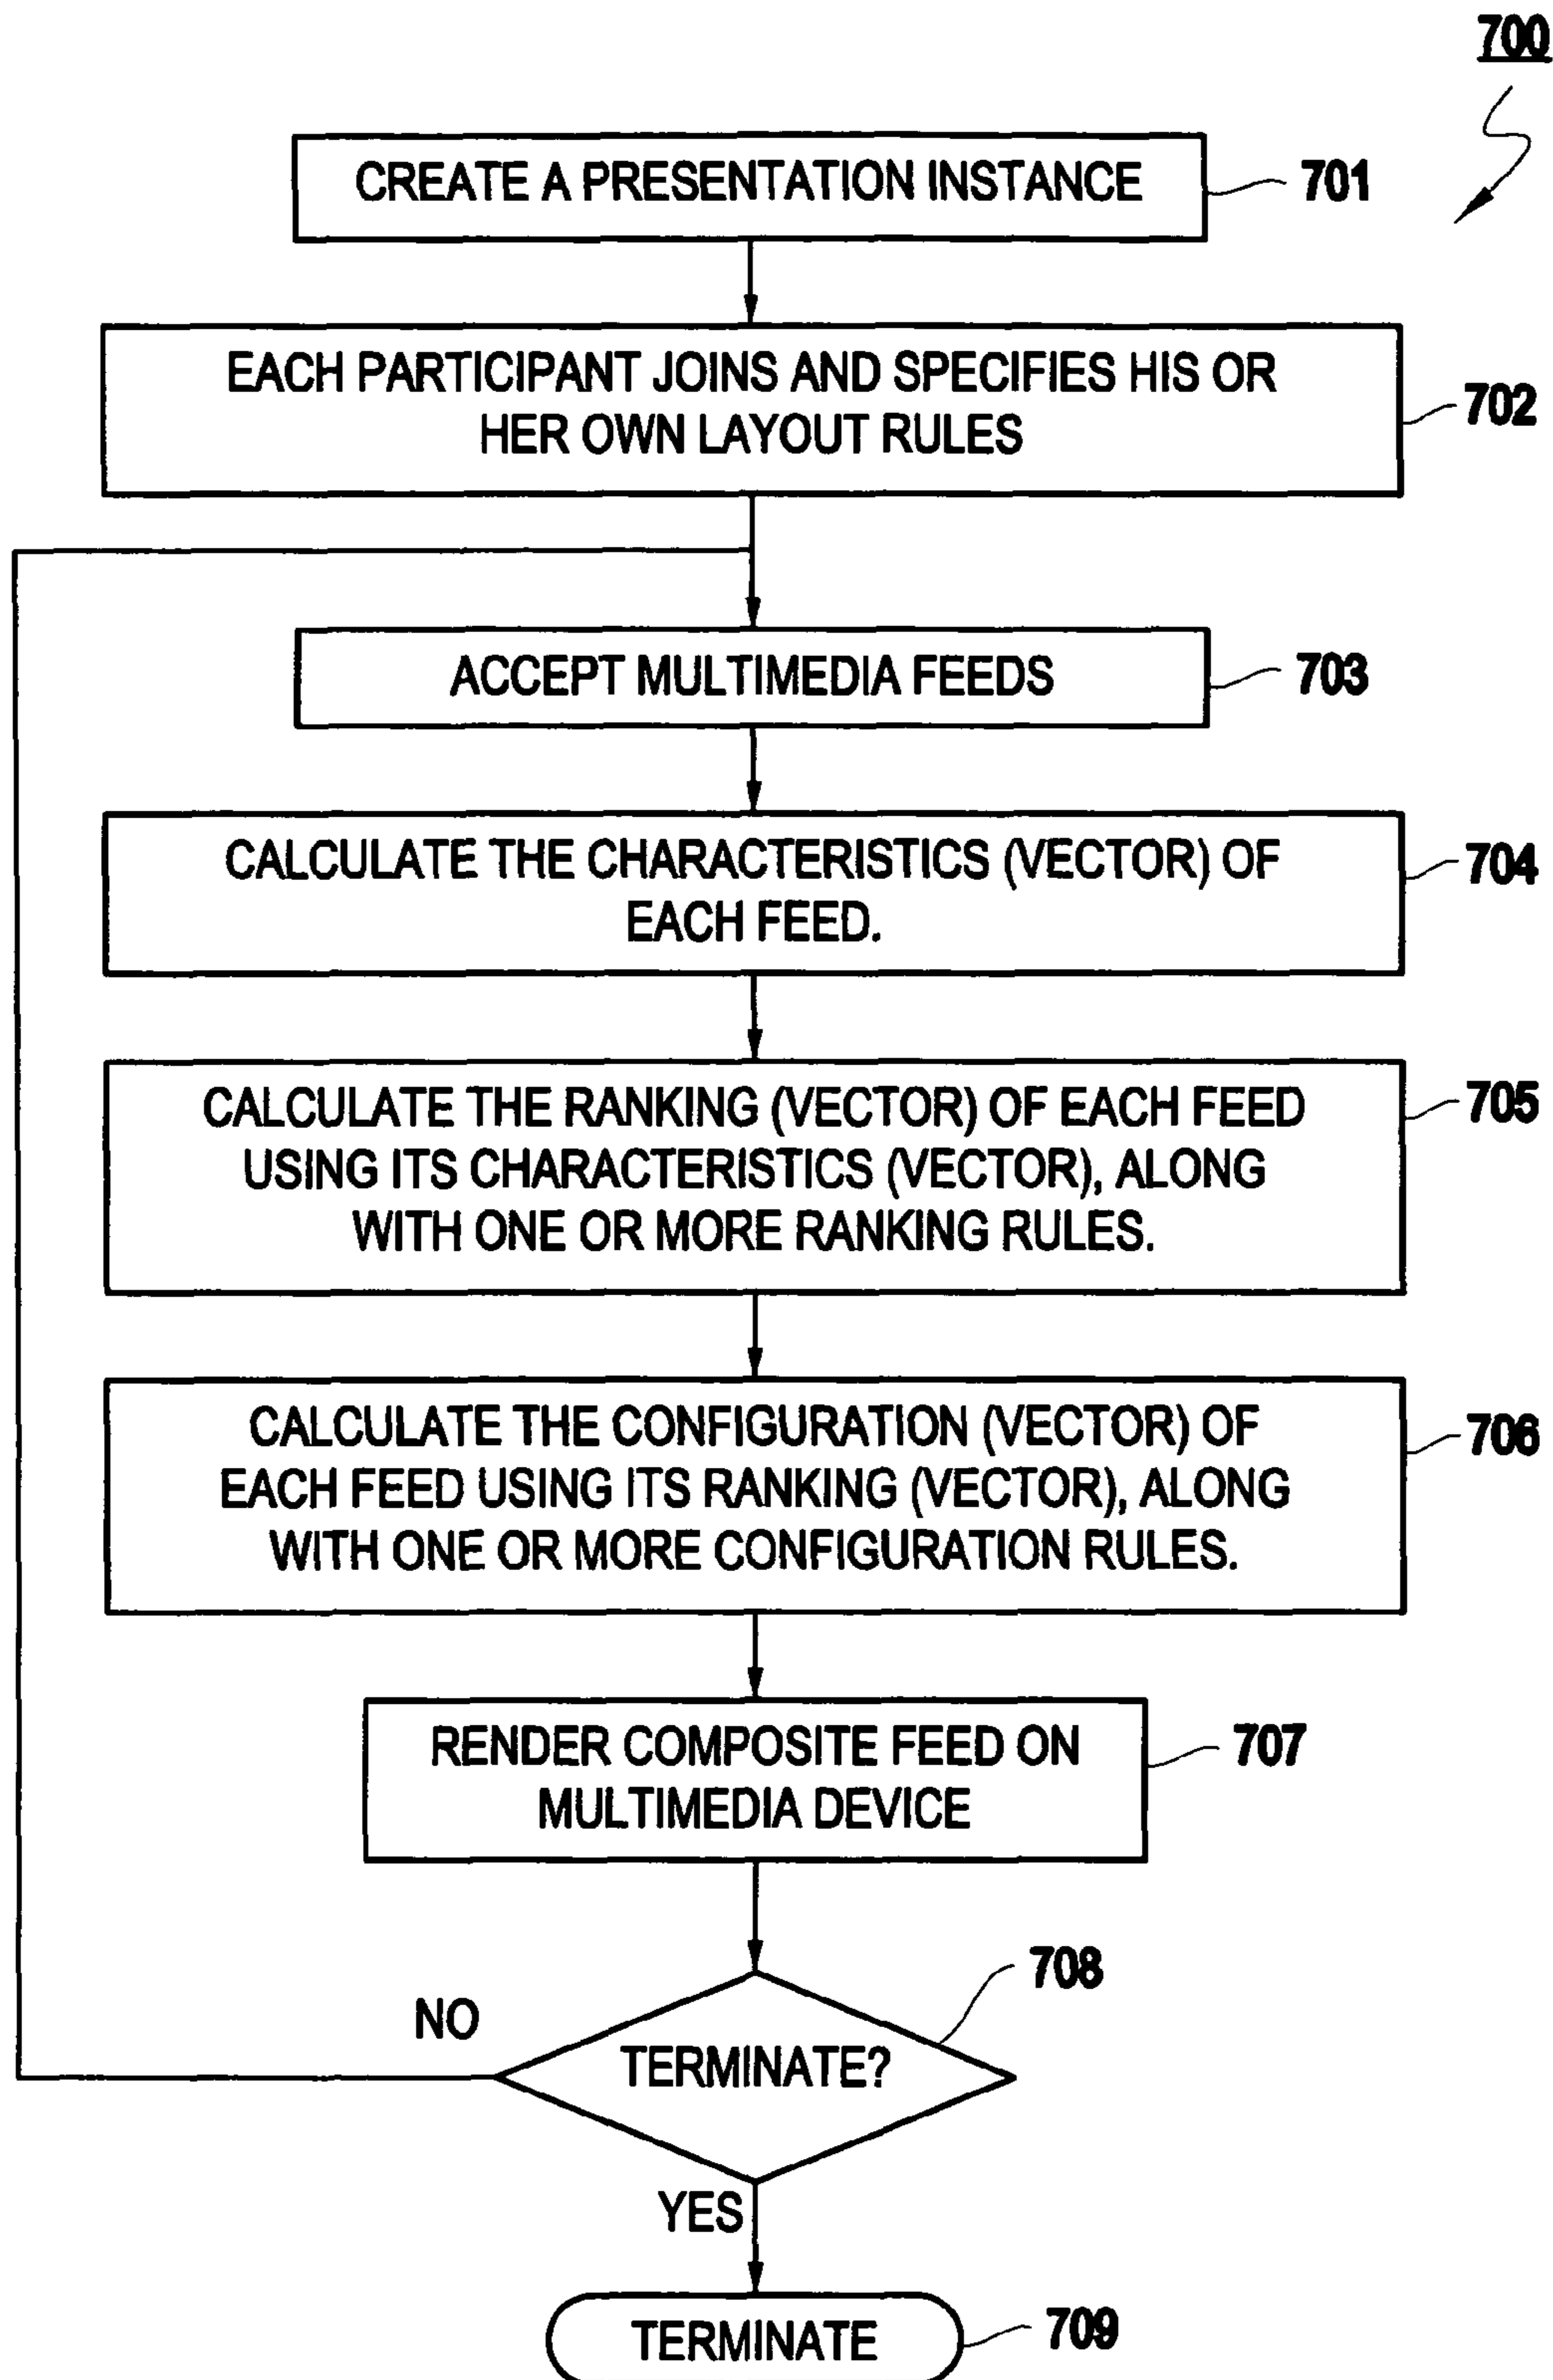 700
CREATE A PRESENTATION INSTANCE
701
EACH PARTICIPANT JOINS AND SPECIFIES HIS OR
HER OWN LAYOUT RULES
702
ACCEPT MULTIMEDIA FEEDS
703
CALCULATE THE CHARACTERISTICS (VECTOR) OF
EACH FEED.
704
CALCULATE THE RANKING (VECTOR) OF EACH FEED
USING ITS CHARACTERISTICS (VECTOR), ALONG
WITH ONE OR MORE RANKING RULES.
705
CALCULATE THE CONFIGURATION (VECTOR) OF
EACH FEED USING ITS RANKING (VECTOR), ALONG
WITH ONE OR MORE CONFIGURATION RULES.
706
RENDER COMPOSITE FEED ON
MULTIMEDIA DEVICE
707
708
NO
TERMINATE?
YES
TERMINATE
709